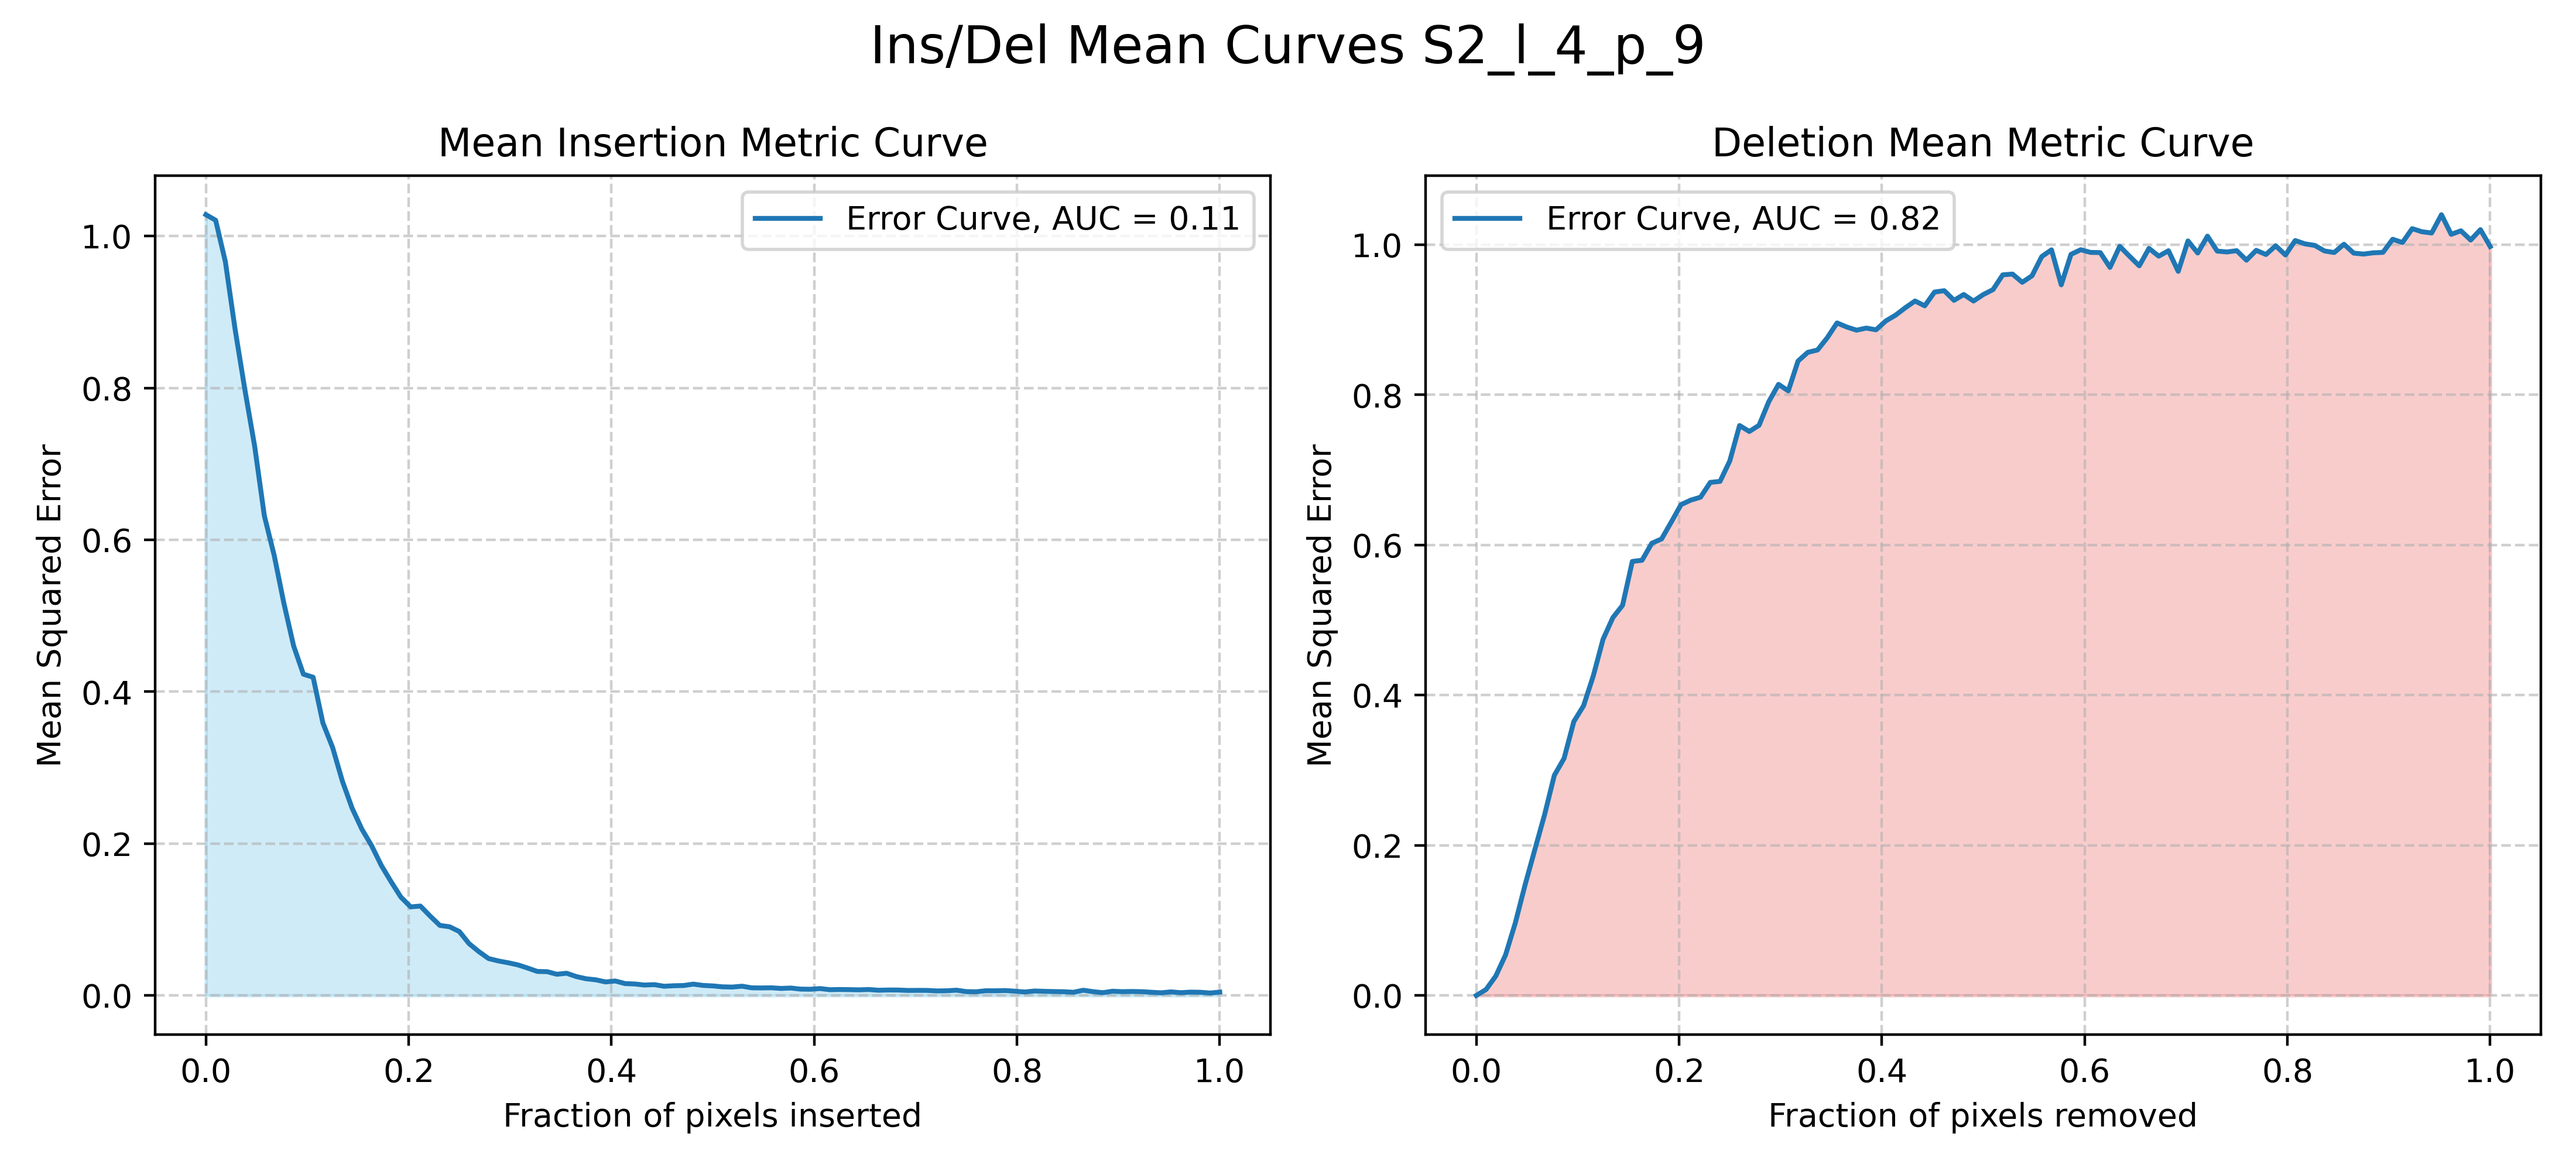 Ins/Del Mean Curves S2_l_4_p_9
Mean Insertion Metric Curve
Error Curve, AUC = 0.11
Mean Squared Error
1.0
0.8
0.6
0.4
0.2
0.0
0.0 0.2 0.4 0.6 0.8 1.0
Fraction of pixels inserted
Deletion Mean Metric Curve
Error Curve, AUC = 0.82
Mean Squared Error
1.0
0.8
0.6
0.4
0.2
0.0
0.0 0.2 0.4 0.6 0.8 1.0
Fraction of pixels removed